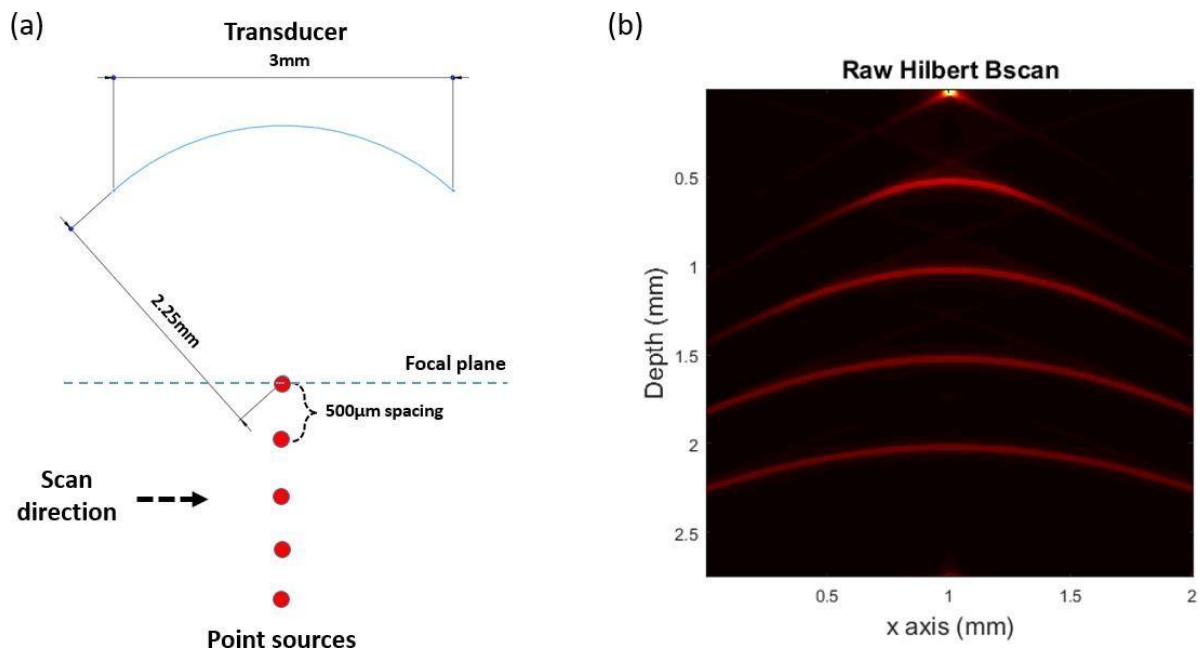 (a)
Transducer
3mm
2.25mm
Focal plane
500μm spacing
Scan
direction
Point sources
(b)
Raw Hilbert Bscan
0.5
1
1.5
2
2.5
Depth (mm)
0.5
1
1.5
2
x axis (mm)